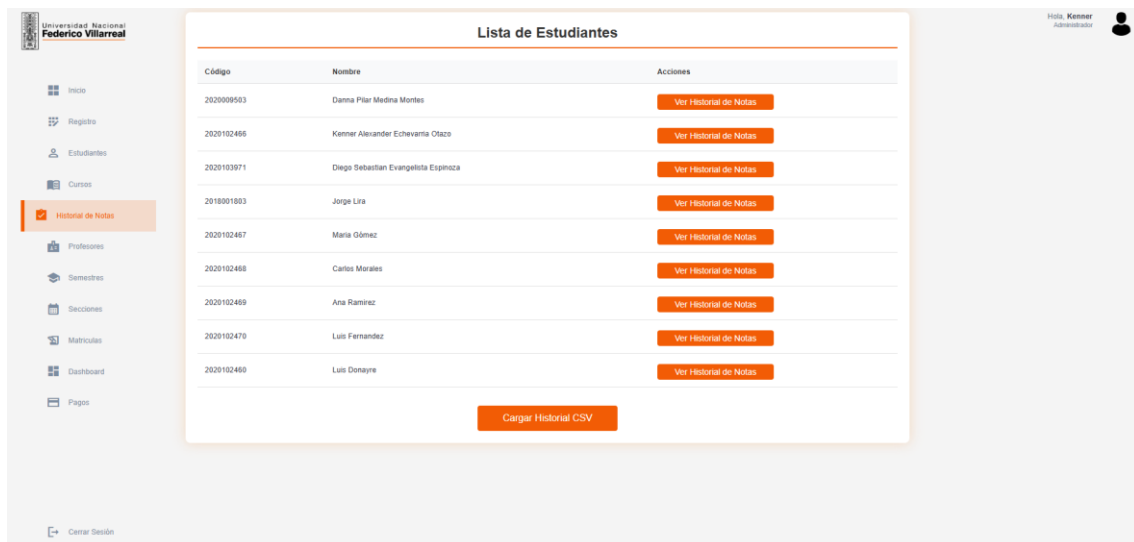 Universidad Nacional
Federico Villarreal
Inicio
Registro
Estudiantes
Cursos
Historial de Notas
Profesores
Semestres
Secciones
Matriculas
Dashboard
Pagos
Cerrar Sesión
Lista de Estudiantes
Código Nombre Acciones
2020009503 Danna Pilar Medina Montes Ver Historial de Notas
2020102466 Kenner Alexander Echevarria Otazo Ver Historial de Notas
2020103971 Diego Sebastian Evangelista Espinoza Ver Historial de Notas
2018001803 Jorge Lira Ver Historial de Notas
2020102467 Maria Gómez Ver Historial de Notas
2020102468 Carlos Morales Ver Historial de Notas
2020102469 Ana Ramirez Ver Historial de Notas
2020102470 Luis Fernandez Ver Historial de Notas
2020102460 Luis Donayre Ver Historial de Notas
Cargar Historial CSV
Hola, Kenner
Administrador